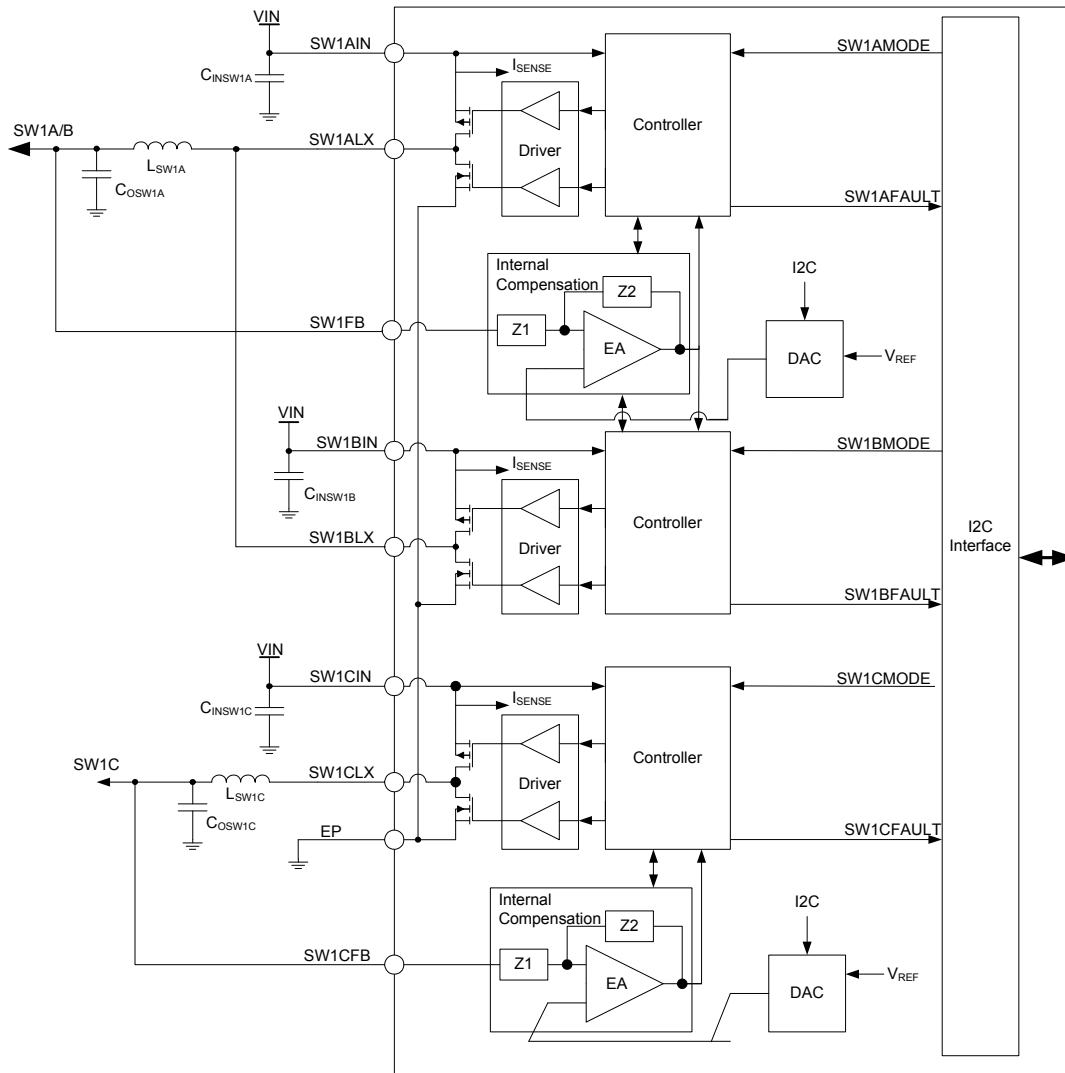 VIN
SW1AIN
SW1AMODE
ISENSE
CINSW1A
Controller
SW1A/B
SW1ALX
Driver
LSW1A
COSW1A
SW1AFAULT
Internal
Compensation
I2C
Z2
SW1FB
Z1
EA
DAC
VREF
VIN
SW1BIN
SW1BMODE
ISENSE
CINSW1B
Controller
I2C
Interface
SW1BLX
Driver
SW1BFAULT
VIN
SW1CIN
SW1CMODE
ISENSE
CINSW1C
Controller
SW1C
SW1CLX
Driver
LSW1C
COSW1C
EP
SW1CFAULT
Internal
Compensation
I2C
Z2
SW1CFB
Z1
EA
DAC
VREF